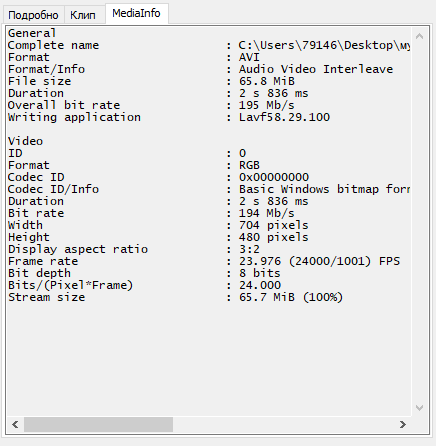 Подробно Клип MediaInfo
General
Complete name : C:\Users\79146\Desktop\му
Format : AVI
Format/Info : Audio Video Interleave
File size : 65.8 MiB
Duration : 2 s 836 ms
Overall bit rate : 195 Mb/s
Writing application : Lavf58.29.100
Video
ID : 0
Format : RGB
Codec ID : 0x00000000
Codec ID/Info : Basic Windows bitmap form
Duration : 2 s 836 ms
Bit rate : 194 Mb/s
Width : 704 pixels
Height : 480 pixels
Display aspect ratio : 3:2
Frame rate : 23.976 (24000/1001) FPS
Bit depth : 8 bits
Bits/(Pixel*Frame) : 24.000
Stream size : 65.7 MiB (100%)